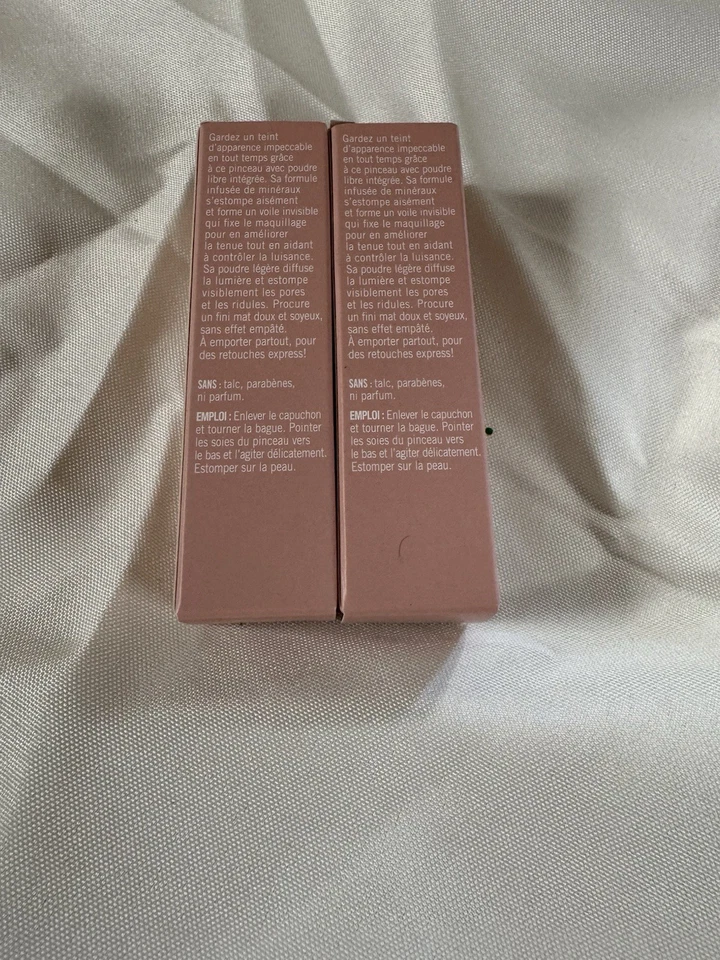 Gardez un teint
d'apparence impeccable
en tout temps grâce
à ce pinceau avec poudre
libre intégrée. Sa formule
infusée de minéraux
s'estompe aisément
et forme un voile invisible
qui fixe le maquillage
pour en améliorer
la tenue tout en aidant
à contrôler la luisance.
Sa poudre légère diffuse
la lumière et estompe
visiblement les pores
et les ridules. Procure
un fini mat doux et soyeux,
sans effet empâté.
À emporter partout, pour
des retouches express!
SANS : talc, parabènes,
ni parfum.
EMPLOI : Enlever le capuchon
et tourner la bague. Pointer
les soies du pinceau vers
le bas et l'agiter délicatement.
Estomper sur la peau.
Gardez un teint
d'apparence impeccable
en tout temps grâce
à ce pinceau avec poudre
libre intégrée. Sa formule
infusée de minéraux
s'estompe aisément
et forme un voile invisible
qui fixe le maquillage
pour en améliorer
la tenue tout en aidant
à contrôler la luisance.
Sa poudre légère diffuse
la lumière et estompe
visiblement les pores
et les ridules. Procure
un fini mat doux et soyeux,
sans effet empâté.
À emporter partout, pour
des retouches express!
SANS : talc, parabènes,
ni parfum.
EMPLOI : Enlever le capuchon
et tourner la bague. Pointer
les soies du pinceau vers
le bas et l'agiter délicatement.
Estomper sur la peau.